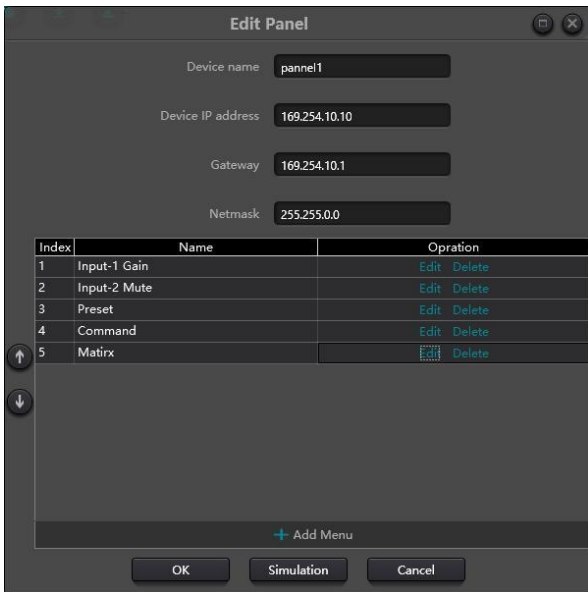 Edit Panel
Device name pannel1
Device IP address 169.254.10.10
Gateway 169.254.10.1
Netmask 255.255.0.0
Index Name Opration
1 Input-1 Gain Edit Delete
2 Input-2 Mute Edit Delete
3 Preset Edit Delete
4 Command Edit Delete
5 Matirx Edit Delete
+ Add Menu
OK Simulation Cancel